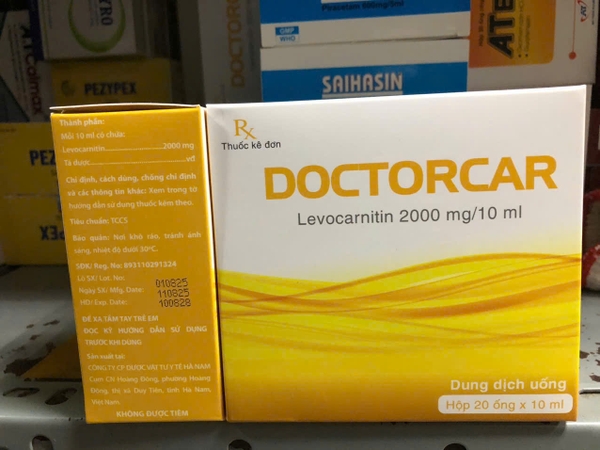 Thành phần:
Mỗi 10 ml có chứa:
Levocarnitin 2000 mg
Tá dược vđ
Chỉ định, cách dùng, chống chỉ định
và các thông tin khác: Xem trong tờ
hướng dẫn sử dụng thuốc kèm theo.
Tiêu chuẩn: TCCS
Bảo quản: Nơi khô ráo, tránh ánh
sáng, nhiệt độ dưới 30ºC.
SĐK/ Reg. No: 893110291324
Lô SX/ Lot. No: 010825
Ngày SX/ Mfg. Date: 110825
HD/ Exp. Date: 100828
ĐỂ XA TẦM TAY TRẺ EM
ĐỌC KỸ HƯỚNG DẪN SỬ DỤNG
TRƯỚC KHI DÙNG
Sản xuất tại:
CÔNG TY CP DƯỢC VẬT TƯ Y TẾ HÀ NAM
Cụm CN Hoàng Đông, phường Hoàng
Đông, thị xã Duy Tiên, tỉnh Hà Nam,
Việt Nam.
KHÔNG ĐƯỢC TIÊM
Rx
Thuốc kê đơn
DOCTORCAR
Levocarnitin 2000 mg/10 ml
Dung dịch uống
Hộp 20 ống x 10 ml
PEZYPEX
SAIHASIN
GMP
WHO